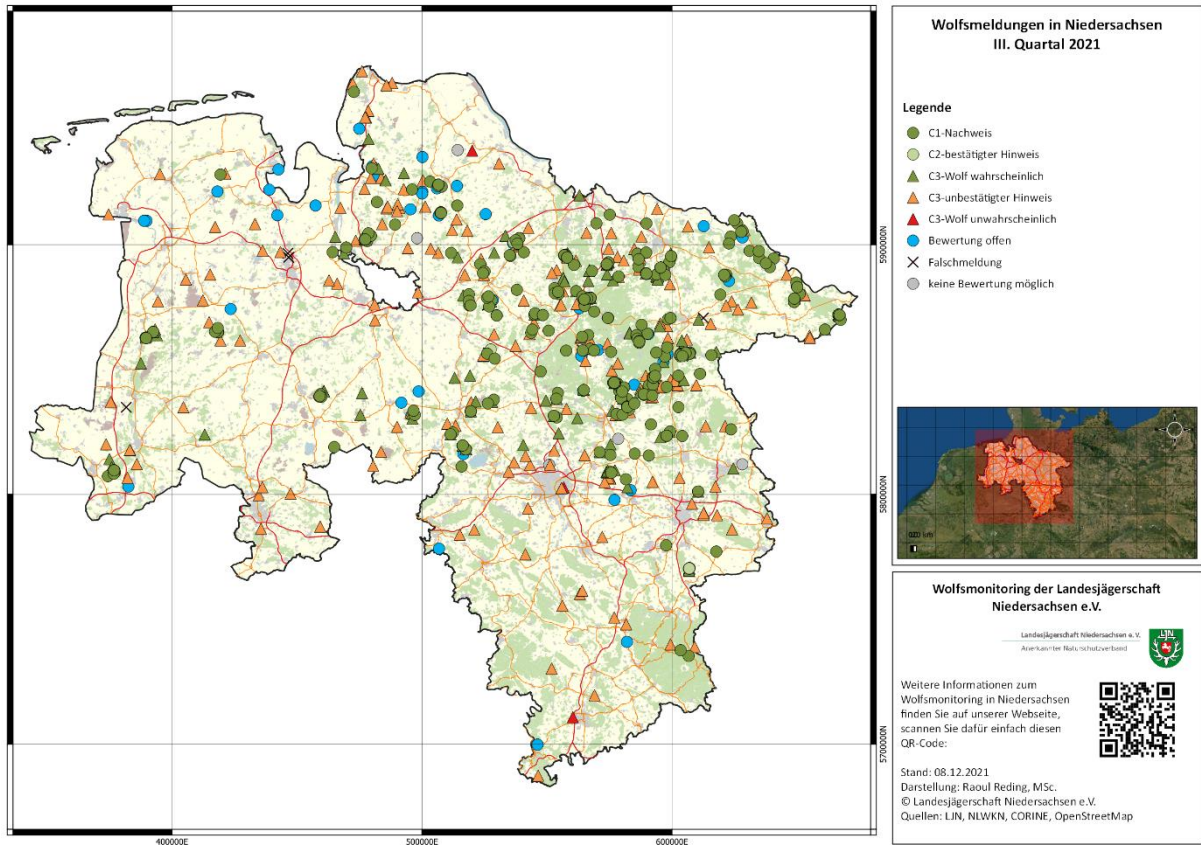 Wolfsmeldungen in Niedersachsen
III. Quartal 2021
Legende
C1-Nachweis
C2-bestätigter Hinweis
C3-Wolf wahrscheinlich
C3-unbestätigter Hinweis
C3-Wolf unwahrscheinlich
Bewertung offen
Falschmeldung
keine Bewertung möglich
5900000N
5800000N
5700000N
400000E
500000E
600000E
Wolfsmonitoring der Landesjägerschaft
Niedersachsen e.V.
Landesjägerschaft Niedersachsen e. V.
Anerkannter Naturschutzverband
LJN
Weitere Informationen zum
Wolfsmonitoring in Niedersachsen
finden Sie auf unserer Webseite,
scannen Sie dafür einfach diesen
QR-Code:
Stand: 08.12.2021
Darstellung: Raoul Reding, MSc.
© Landesjägerschaft Niedersachsen e.V.
Quellen: LJN, NLWKN, CORINE, OpenStreetMap